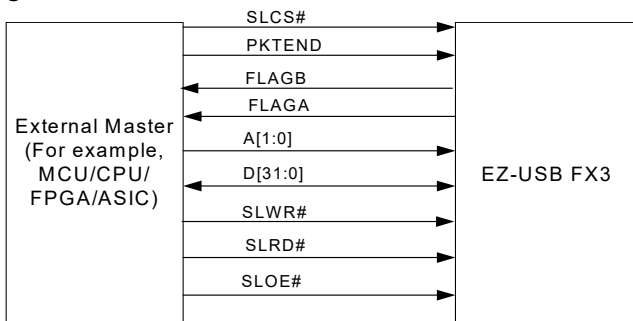 SLCS#
PKTEND
FLAGB
FLAGA
External Master
(For example,
MCU/CPU/
FPGA/ASIC)
A[1:0]
D[31:0]
SLWR#
SLRD#
SLOE#
EZ-USB FX3